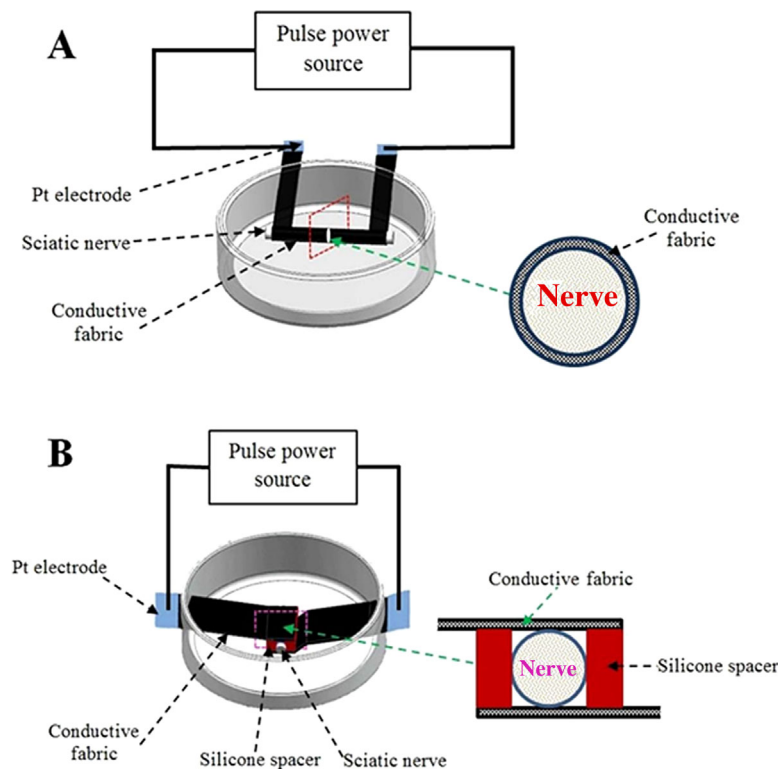 A
Pulse power
source
Pt electrode
Sciatic nerve
Conductive
fabric
Conductive
fabric
Nerve
B
Pulse power
source
Pt electrode
Conductive fabric
Nerve
Silicone spacer
Conductive
fabric
Silicone spacer
Sciatic nerve